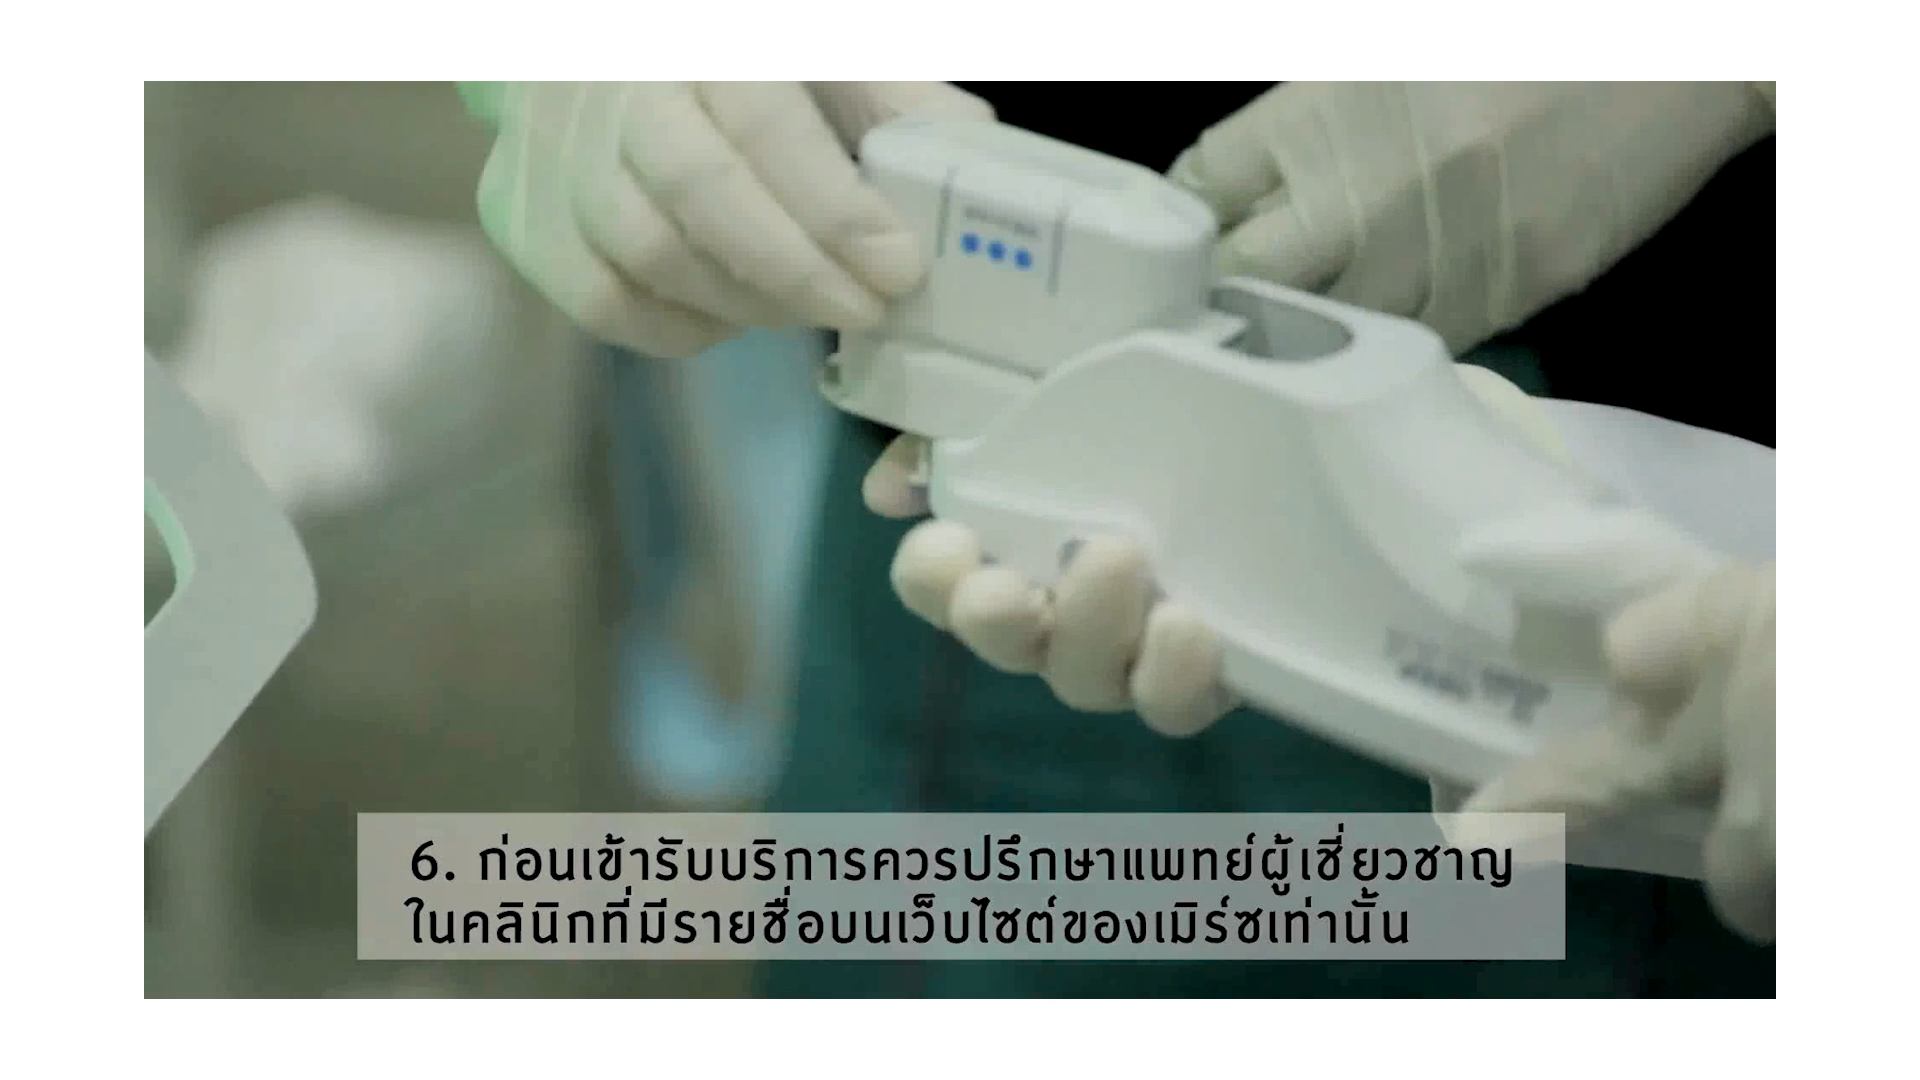 6. ก่อนเข้ารับบริการควรปรึกษาแพทย์ผู้เชี่ยวชาญ
ในคลินิกที่มีรายชื่อบนเว็บไซต์ของเมิร์ซเท่านั้น